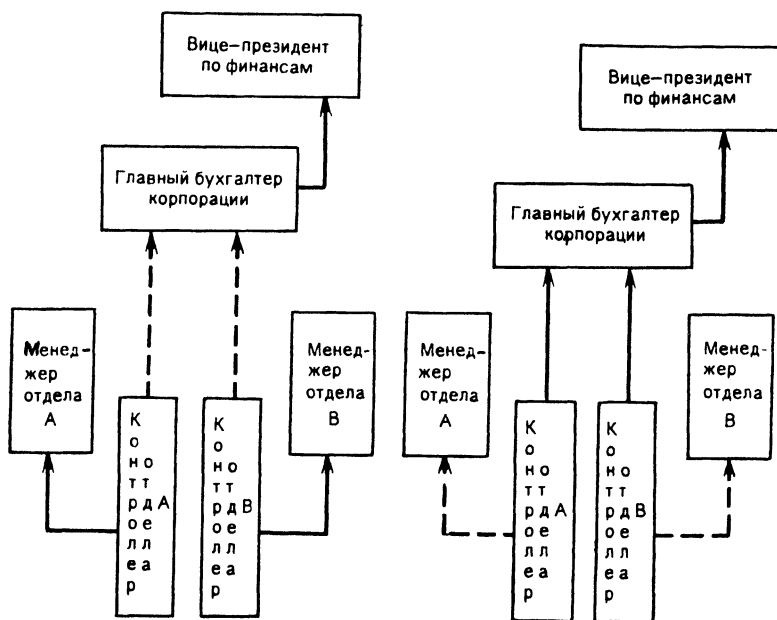 Вице–президент
по финансам
Главный бухгалтер
корпорации
Менед-
жер
отдела
А
Контроллер
отдела А
Контроллер
отдела В
Менед-
жер
отдела
В
Вице–президент
по финансам
Главный бухгалтер
корпорации
Менед-
жер
отдела
А
Контроллер
отдела А
Контроллер
отдела В
Менед-
жер
отдела
В